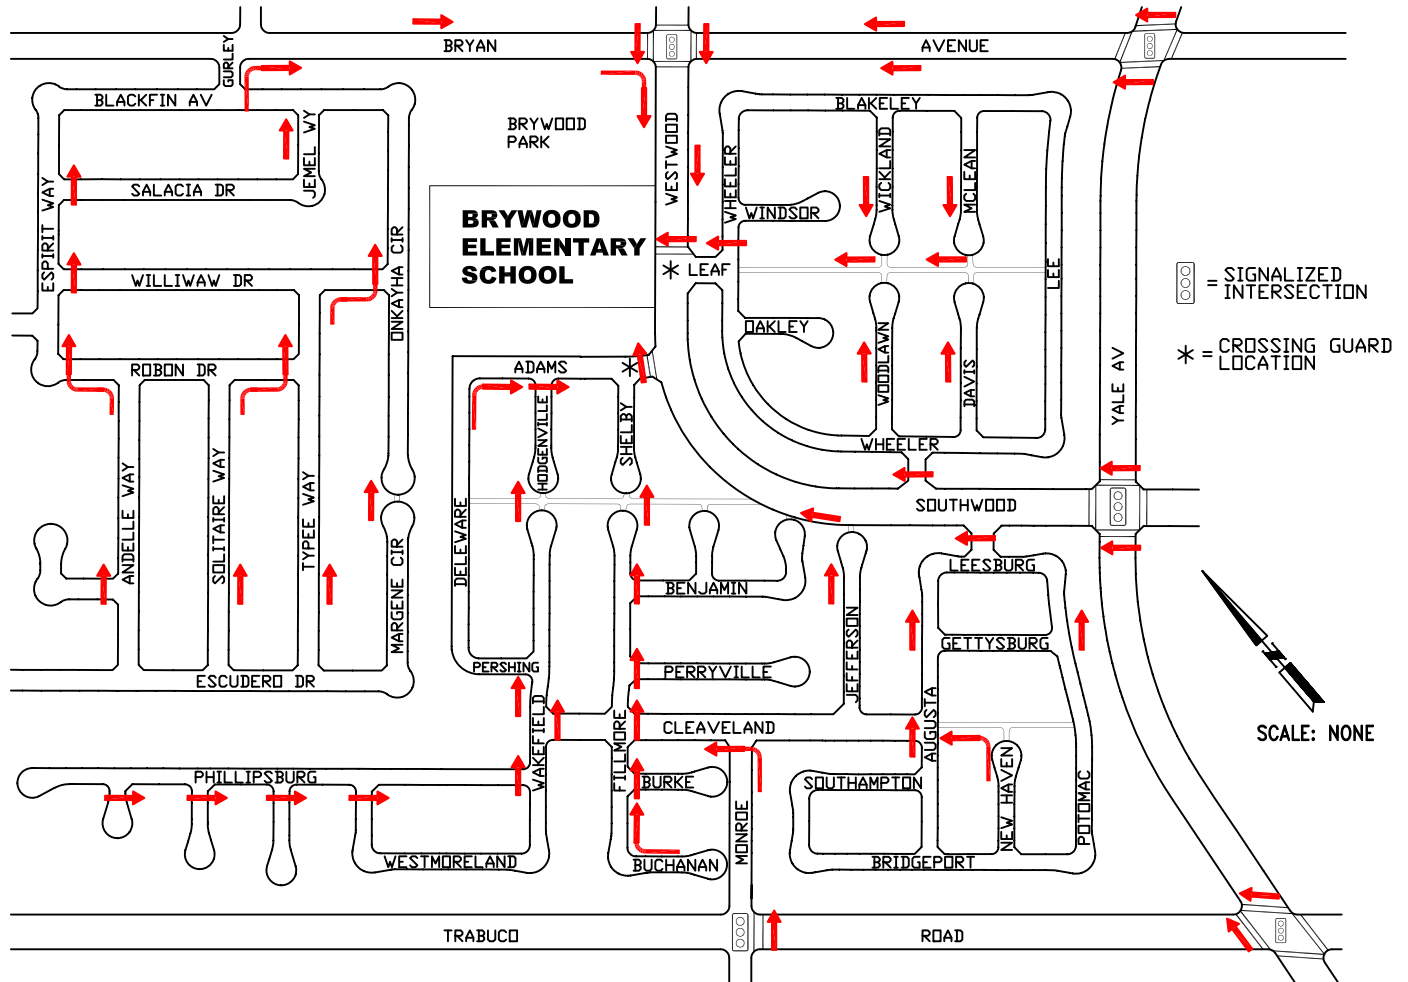 BRYAN
AVENUE
GURLEY
BLACKFIN AV
BRYWOOD
PARK
WESTWOOD
BLAKELEY
JEMEL WY
SALACIA DR
ESPIRIT WAY
WHEELER
WICKLAND
MCLEAN
WINDSOR
BRYWOOD
ELEMENTARY
SCHOOL
WILLIWAW DR
ONKAYHA CIR
* LEAF
LEE
= SIGNALIZED
INTERSECTION
OAKLEY
WOODLAWN
DAVIS
YALE AV
* = CROSSING GUARD
LOCATION
ROBON DR
ADAMS *
HODGENVILLE
SHELBY
WHEELER
ANDELLE WAY
SOLITAIRE WAY
TYPEE WAY
MARGENE CIR
DELEWARE
SOUTHWOOD
BENJAMIN
LEESBURG
JEFFERSON
GETTYSBURG
PERSHING
PERRYVILLE
ESCUDERO DR
WAKEFIELD
FILLMORE
CLEAVELAND
AUGUSTA
N
SCALE: NONE
PHILLIPSBURG
BURKE
SOUTHAMPTON
NEW HAVEN
POTOMAC
MONROE
WESTMORELAND
BUCHANAN
BRIDGEPORT
TRABUCO
ROAD